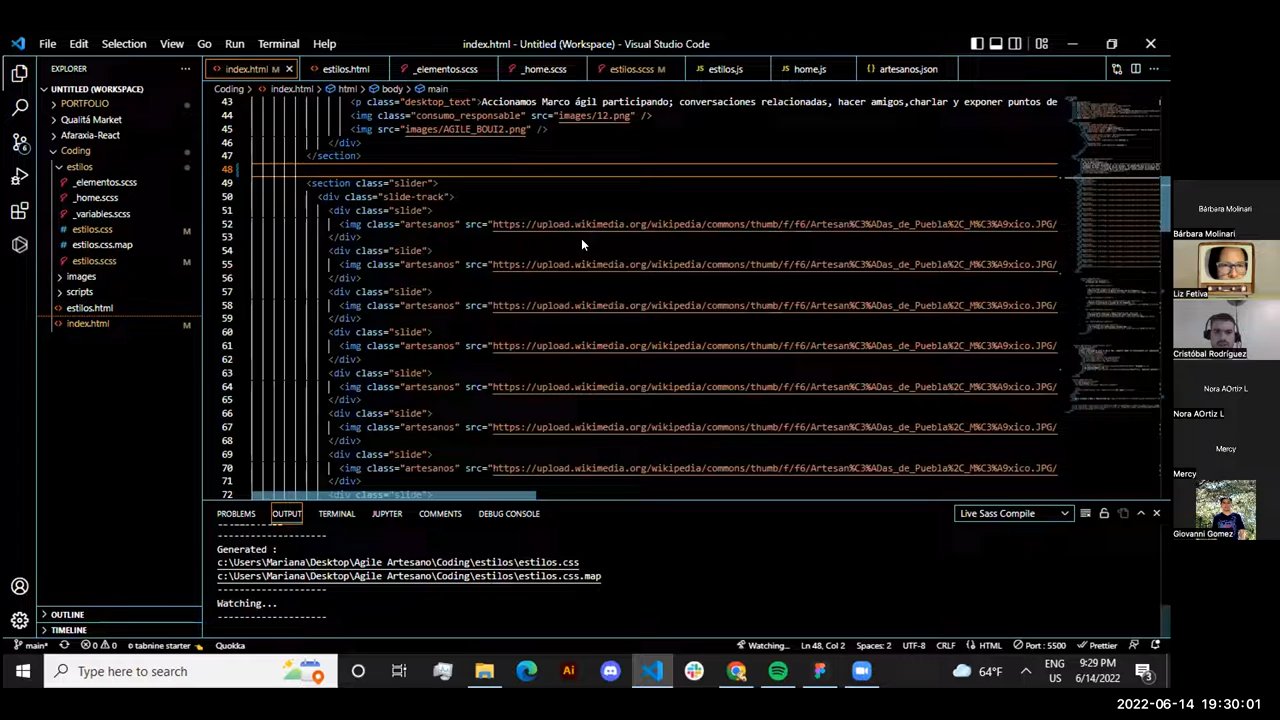 File Edit Selection View Go Run Terminal Help
index.html - Untitled (Workspace) - Visual Studio Code
EXPLORER
UNTITLED (WORKSPACE)
PORTFOLIO
Qualitá Market
Afaraxia-React
Coding
estilos
_elementos.scss
_home.scss
_variables.scss
estilos.css M
estilos.css.map
estilos.scss M
images
scripts
estilos.html
index.html M
OUTLINE
TIMELINE
index.html M estilos.html _elementos.scss _home.scss estilos.scss M estilos.js home.js artesanos.json
Coding > index.html > html > body > main
43 <p class="desktop_text">Accionamos Marco ágil participando; conversaciones relacionadas, hacer amigos,charlar y exponer puntos de
44 <img class="consumo_responsable" src="images/12.png" />
45 <img src="images/AGILE_BOUI2.png" />
46 </div>
47 </section>
48
49 <section class="slider">
50 <div class="slide-track">
51 <div class="slide">
52 <img class="artesanos" src="https://upload.wikimedia.org/wikipedia/commons/thumb/f/f6/Artesan%C3%ADas_de_Puebla%2C_M%C3%A9xico.JPG/
53 </div>
54 <div class="slide">
55 <img class="artesanos" src="https://upload.wikimedia.org/wikipedia/commons/thumb/f/f6/Artesan%C3%ADas_de_Puebla%2C_M%C3%A9xico.JPG/
56 </div>
57 <div class="slide">
58 <img class="artesanos" src="https://upload.wikimedia.org/wikipedia/commons/thumb/f/f6/Artesan%C3%ADas_de_Puebla%2C_M%C3%A9xico.JPG/
59 </div>
60 <div class="slide">
61 <img class="artesanos" src="https://upload.wikimedia.org/wikipedia/commons/thumb/f/f6/Artesan%C3%ADas_de_Puebla%2C_M%C3%A9xico.JPG/
62 </div>
63 <div class="slide">
64 <img class="artesanos" src="https://upload.wikimedia.org/wikipedia/commons/thumb/f/f6/Artesan%C3%ADas_de_Puebla%2C_M%C3%A9xico.JPG/
65 </div>
66 <div class="slide">
67 <img class="artesanos" src="https://upload.wikimedia.org/wikipedia/commons/thumb/f/f6/Artesan%C3%ADas_de_Puebla%2C_M%C3%A9xico.JPG/
68 </div>
69 <div class="slide">
70 <img class="artesanos" src="https://upload.wikimedia.org/wikipedia/commons/thumb/f/f6/Artesan%C3%ADas_de_Puebla%2C_M%C3%A9xico.JPG/
71 </div>
72 <div class="slide">
PROBLEMS OUTPUT TERMINAL JUPYTER COMMENTS DEBUG CONSOLE
Live Sass Compile
--------------------
Generated :
c:\Users\Mariana\Desktop\Agile Artesano\Coding\estilos\estilos.css
c:\Users\Mariana\Desktop\Agile Artesano\Coding\estilos\estilos.css.map
--------------------
Watching...
--------------------
main* 0 0 tabnine starter Quokka
Watching... Ln 48, Col 1 Spaces: 2 UTF-8 CRLF HTML Port : 5500 Prettier
Type here to search
64°F
ENG
US
9:29 PM
6/14/2022
3
Bárbara Molinari
Bárbara Molinari
Liz Fetiva
Cristóbal Rodríguez
Nora AOrtiz L
Nora AOrtiz L
Mercy
Mercy
Giovanni Gomez
2022-06-14 19:30:01